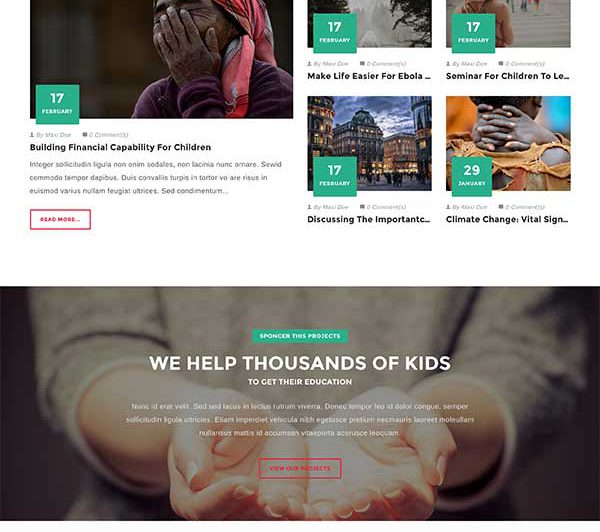 17
FEBRUARY
By Maxi Doe 0 Comment(s)
Building Financial Capability For Children
Integer sollicitudin ligula non enim sodales, non lacinia nunc ornare. Sewid
commodo tempor dapibus. Duis convallis turpis in tortor vo are risus in
euismod varius nullam feugiat ultrices. Sed condimentum...
READ MORE...
17
FEBRUARY
By Maxi Doe 0 Comment(s)
Make Life Easier For Ebola ...
17
FEBRUARY
By Maxi Doe 0 Comment(s)
Seminar For Children To Le...
17
FEBRUARY
By Maxi Doe 0 Comment(s)
Discussing The Importantc...
29
JANUARY
By Maxi Doe 0 Comment(s)
Climate Change: Vital Sign...
SPONCER THIS PROJECTS
WE HELP THOUSANDS OF KIDS
TO GET THEIR EDUCATION
Nunc id erat velit. Sed sed lacus in lectus rutrum viverra. Donec tempor leo id dolor congue, semper
sollicitudin ligula ultricies. Etiam imperdiet vehicula nibh egetisce pretium necmauris laoreet moleullam
nullarisus mattis id accumsan vitasporta acorusce leocuam.
VIEW OUR PROJECTS